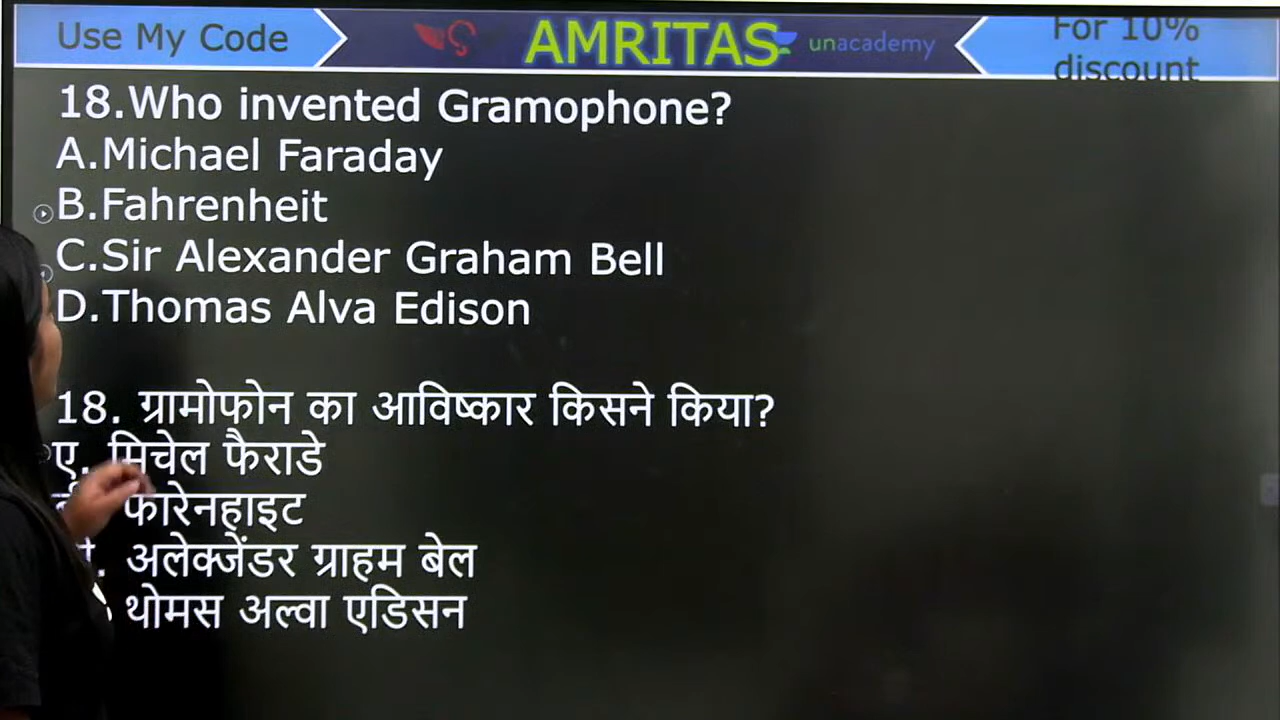 Use My Code
AMRITAS
unacademy
For 10%
discount
18.Who invented Gramophone?
A.Michael Faraday
B.Fahrenheit
C.Sir Alexander Graham Bell
D.Thomas Alva Edison
18. ग्रामोफोन का आविष्कार किसने किया?
ए. मिचेल फैराडे
फारेनहाइट
अलेक्जेंडर ग्राहम बेल
थोमस अल्वा एडिसन